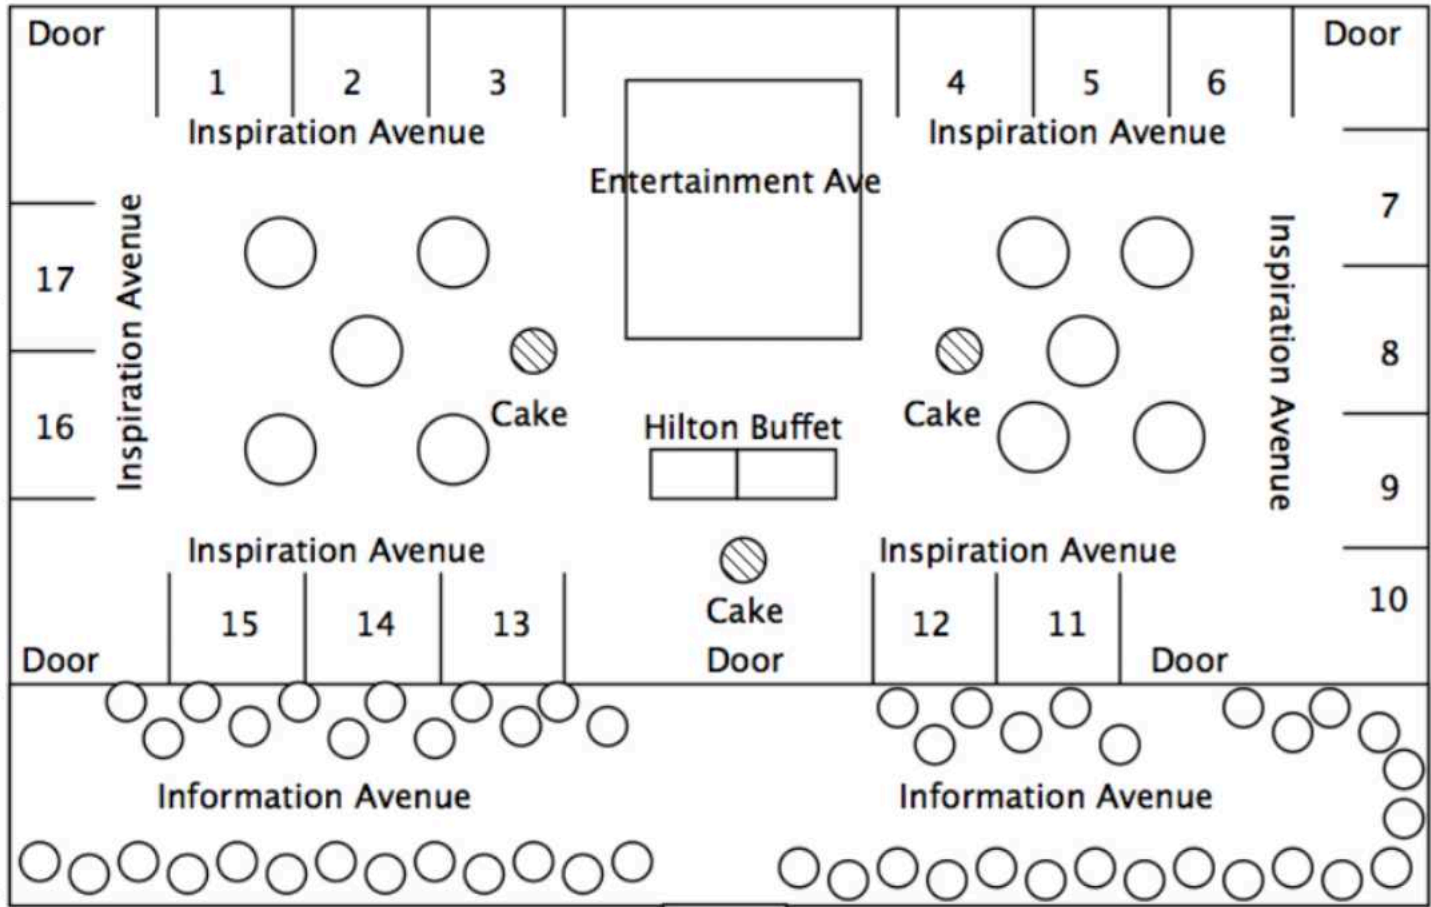 Door
Door
1
2
3
4
5
6
Inspiration Avenue
Inspiration Avenue
Entertainment Ave
7
17
Inspiration Avenue
Inspiration Avenue
8
16
Cake
Cake
Hilton Buffet
9
Inspiration Avenue
Inspiration Avenue
10
15
14
13
Cake
12
11
Door
Door
Door
Information Avenue
Information Avenue